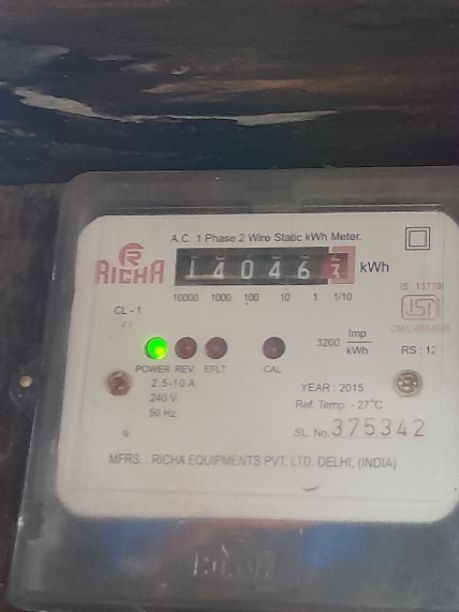 A.C. 1 Phase 2 Wire Static kWh Meter.
RICHA
140463 kWh
10000 1000 100 10 1 1/10
CL - 1
ISI
3200 Imp/kWh
RS : 12
POWER REV. EFLT CAL
2.5-10 A
240 V.
50 Hz.
YEAR : 2015
Ref. Temp. - 27°C
SL. No. 375342
MFRS. : RICHA EQUIPMENTS PVT. LTD. DELHI, (INDIA)